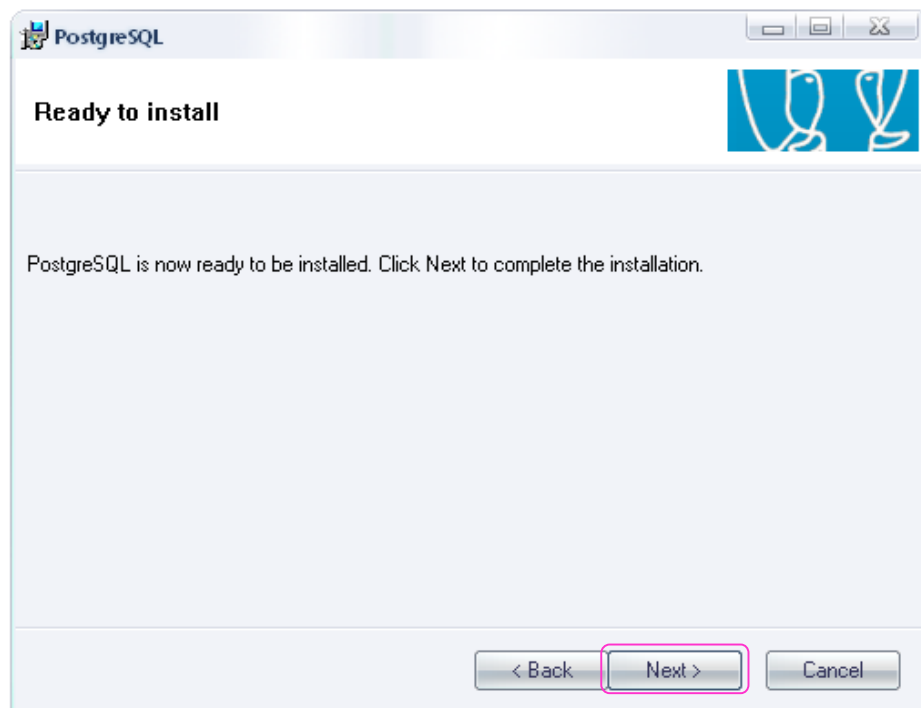 PostgreSQL
Ready to install
PostgreSQL is now ready to be installed. Click Next to complete the installation.
< Back
Next >
Cancel